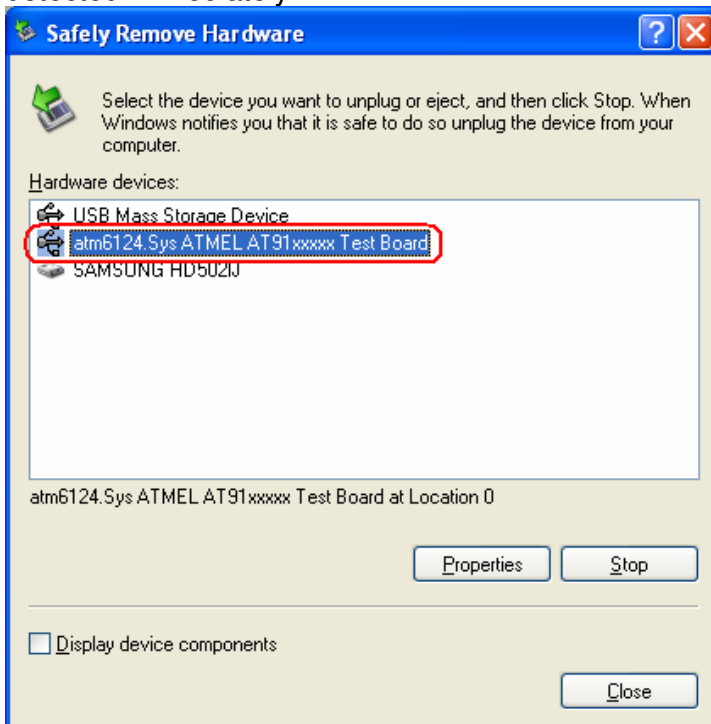 Safely Remove Hardware
Select the device you want to unplug or eject, and then click Stop. When
Windows notifies you that it is safe to do so unplug the device from your
computer.
Hardware devices:
USB Mass Storage Device
atm6124.Sys ATMEL AT91xxxxx Test Board
SAMSUNG HD502IJ
atm6124.Sys ATMEL AT91xxxxx Test Board at Location 0
Properties Stop
Display device components
Close